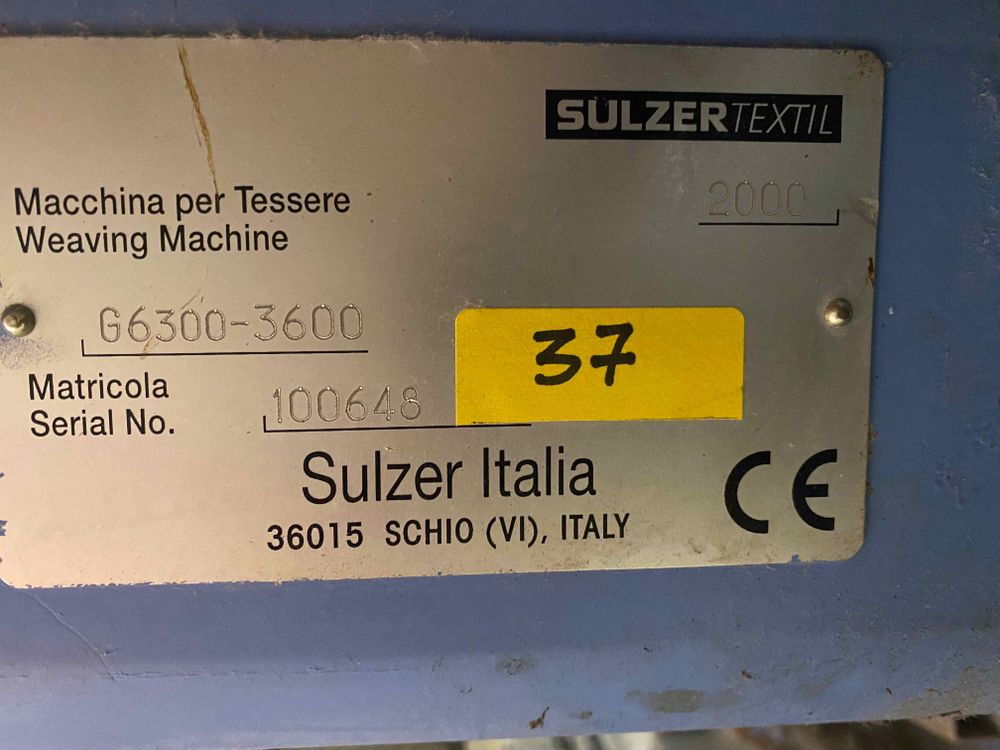 SULZERTEXTIL
Macchina per Tessere
Weaving Machine
2000
G6300-3600
37
Matricola
Serial No.
100648
Sulzer Italia
36015 SCHIO (VI), ITALY
CE